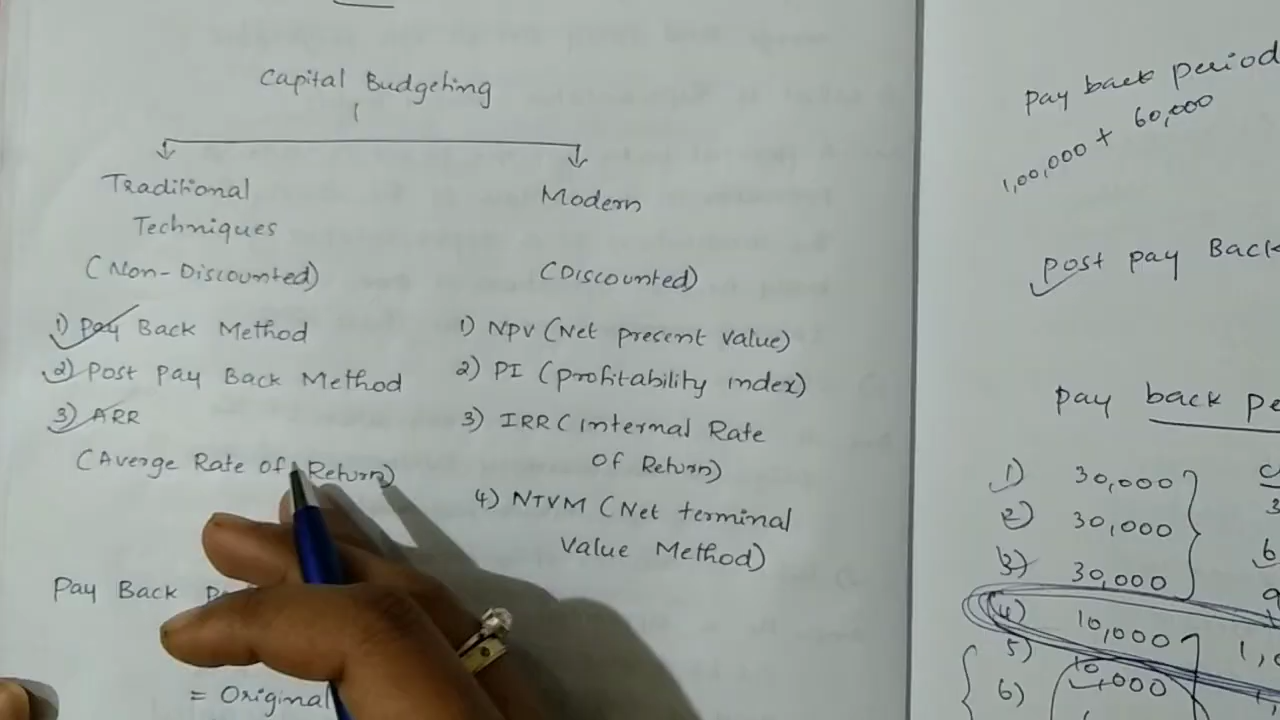 Capital Budgeting
Traditional
Techniques
(Non-Discounted)
1) Pay Back Method
2) Post Pay Back Method
3) ARR
(Averge Rate Of Return)
Modern
(Discounted)
1) NPV (Net present value)
2) PI (profitability index)
3) IRR (Internal Rate
Of Return)
4) NTVM (Net terminal
Value Method)
Pay Back
= Original
pay back period
1,00,000 + 60,000
post pay Back
pay back
1) 30,000
2) 30,000
3) 30,000
(4) 10,000
5) 10,000
6)